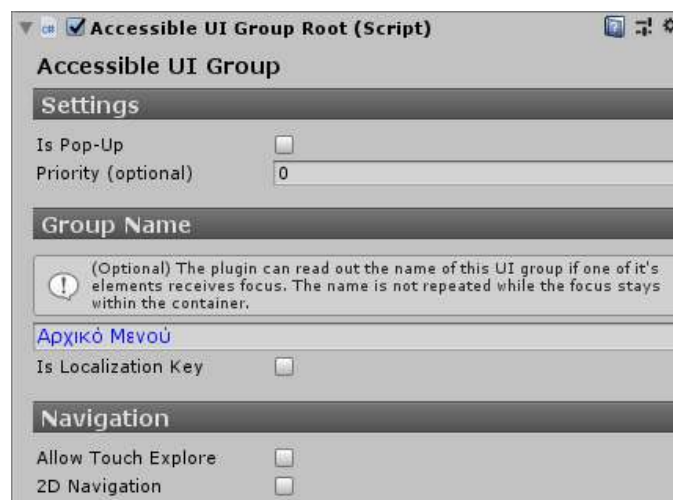 Accessible UI Group Root (Script)
Accessible UI Group
Settings
Is Pop-Up
Priority (optional) 0
Group Name
(Optional) The plugin can read out the name of this UI group if one of it's
elements receives focus. The name is not repeated while the focus stays
within the container.
Αρχικό Μενού
Is Localization Key
Navigation
Allow Touch Explore
2D Navigation